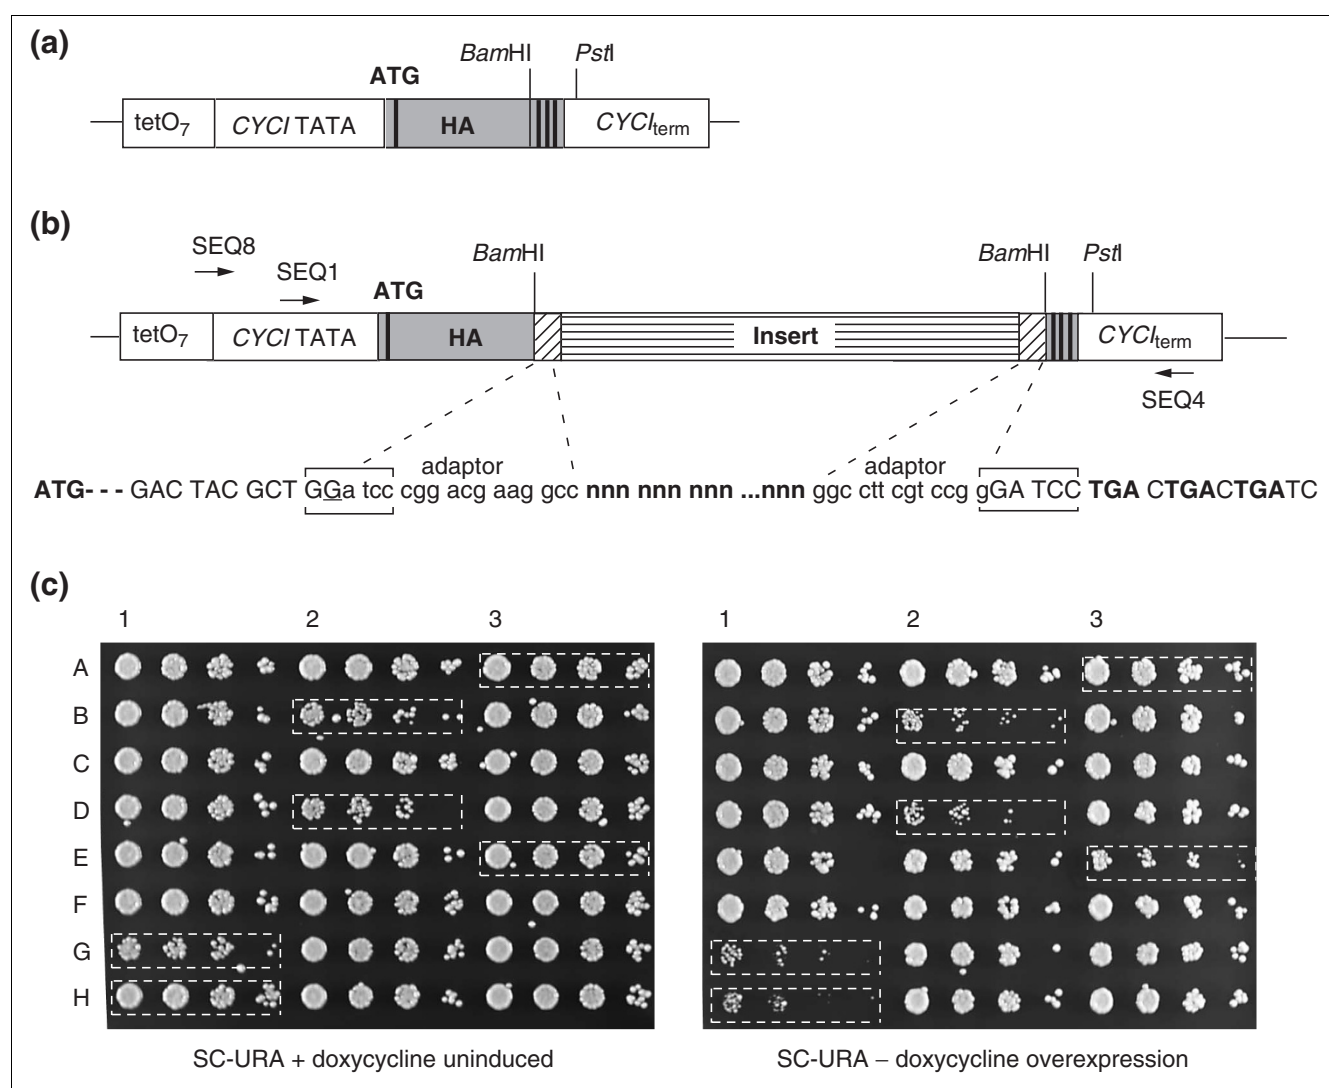 (a)
BamHI PstI
ATG
tetO7 CYCI TATA HA CYCIterm
(b)
SEQ8
SEQ1
BamHI BamHI PstI
ATG
tetO7 CYCI TATA HA Insert CYCIterm
SEQ4
adaptor adaptor
ATG- - - GAC TAC GCT GGa tcc cgg acg aag gcc nnn nnn nnn ...nnn ggc ctt cgt ccg gGA TCC TGA CTGACTGATC
(c)
1 2 3 1 2 3
A
B
C
D
E
F
G
H
SC-URA + doxycycline uninduced SC-URA – doxycycline overexpression